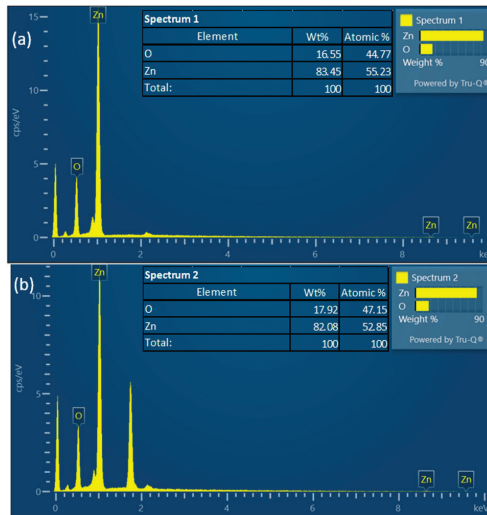 (a)
Spectrum 1
Element Wt% Atomic %
O 16.55 44.77
Zn 83.45 55.23
Total: 100 100
Spectrum 1
Zn
O
Weight % 90
Powered by Tru-Q®
Zn
O
Zn Zn
15
10
5
0
cps/eV
0 2 4 6 8 keV
(b)
Spectrum 2
Element Wt% Atomic %
O 17.92 47.15
Zn 82.08 52.85
Total: 100 100
Spectrum 2
Zn
O
Weight % 90
Powered by Tru-Q®
Zn
O
Zn Zn
10
5
0
cps/eV
0 2 4 6 8 keV